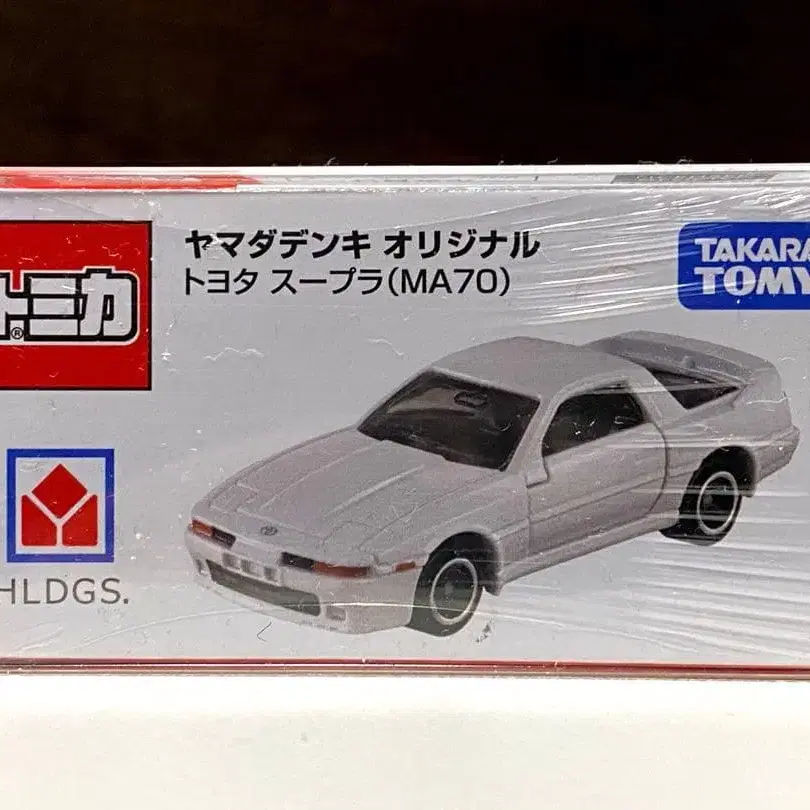 ヤマダデンキ オリジナル
トヨタ スープラ(MA70)
トミカ®
TAKARA
TOMY
HLDGS.